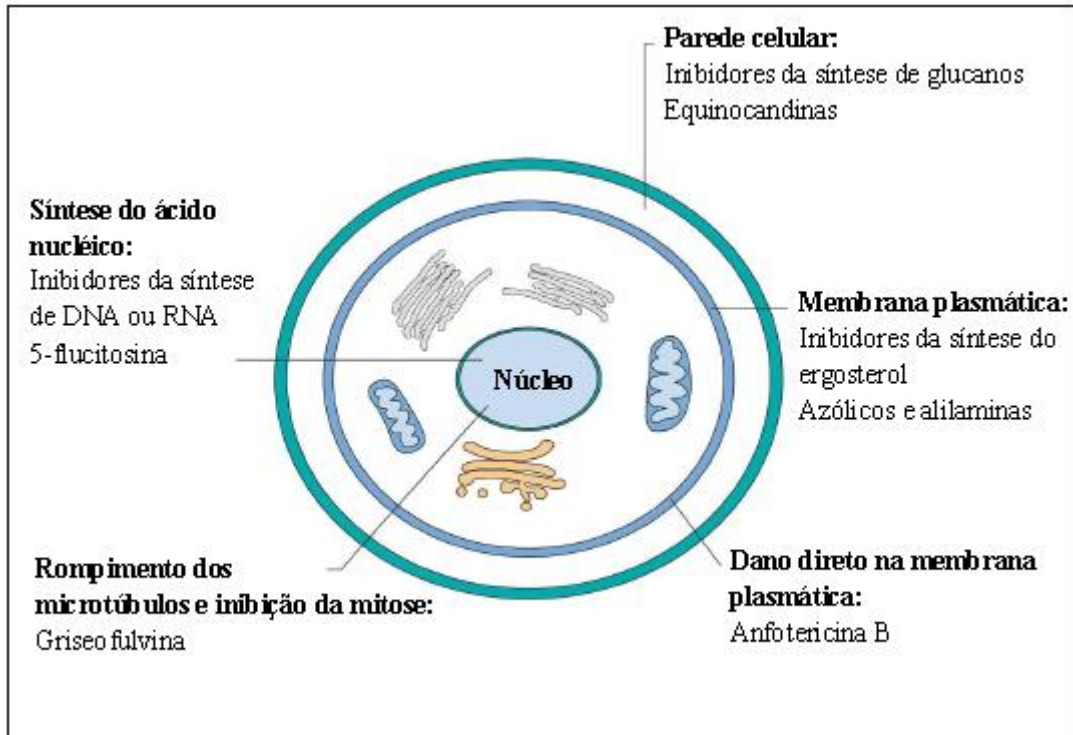 Parede celular:
Inibidores da síntese de glucanos
Equinocandinas
Síntese do ácido
nucléico:
Inibidores da síntese
de DNA ou RNA
5-flucitosina
Núcleo
Membrana plasmática:
Inibidores da síntese do
ergosterol
Azólicos e alilaminas
Rompimento dos
microtúbulos e inibição da mitose:
Griseofulvina
Dano direto na membrana
plasmática:
Anfotericina B